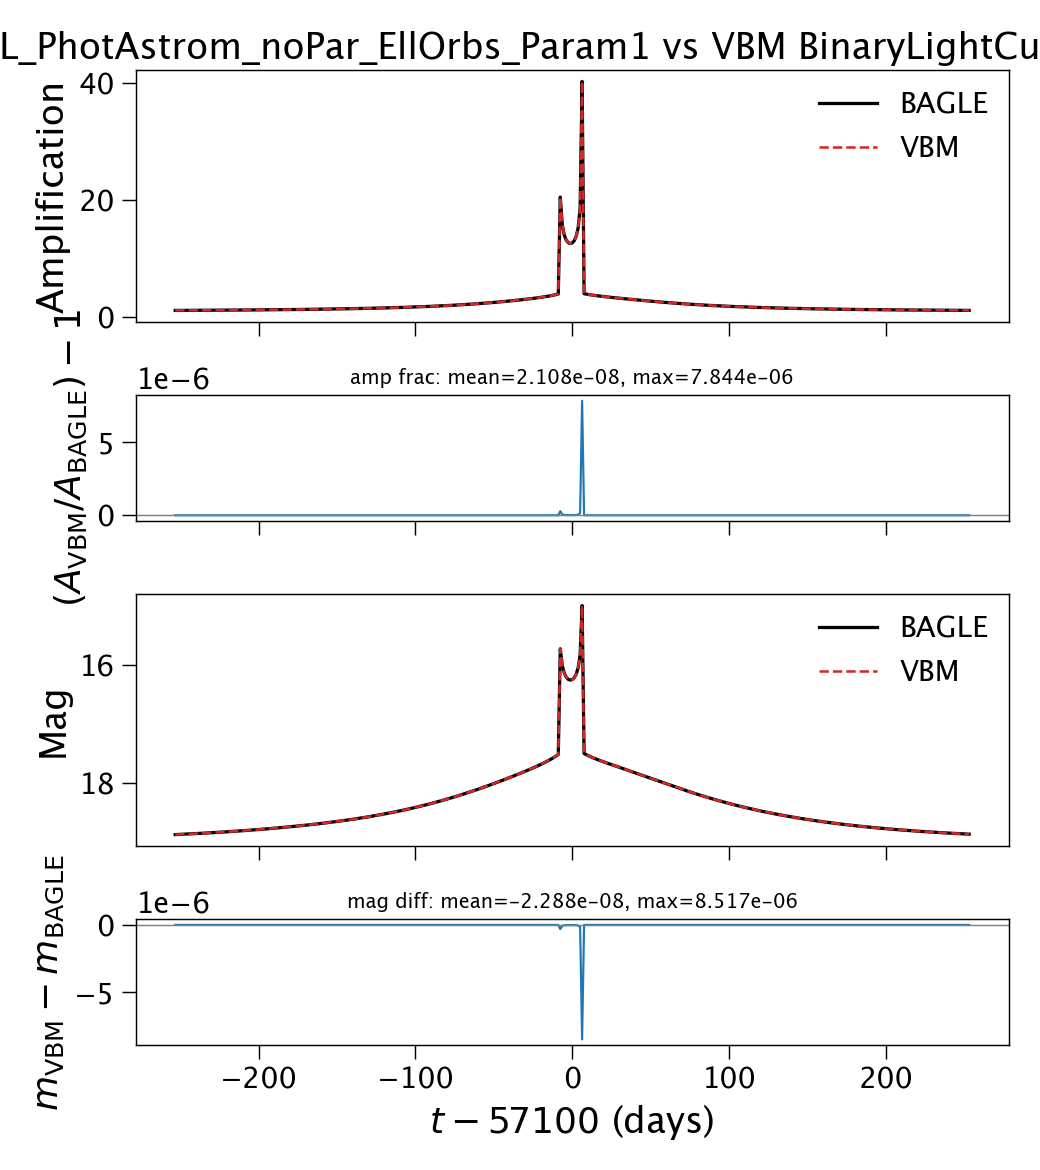 L_PhotAstrom_noPar_EllOrbs_Param1 vs VBM BinaryLightCu
40
20
0
Amplification
BAGLE
VBM
1e−6
amp frac: mean=2.108e−08, max=7.844e−06
5
0
(A_VBM/A_BAGLE) − 1
16
18
Mag
BAGLE
VBM
1e−6
mag diff: mean=−2.288e−08, max=8.517e−06
0
−5
m_VBM − m_BAGLE
−200 −100 0 100 200
t − 57100 (days)